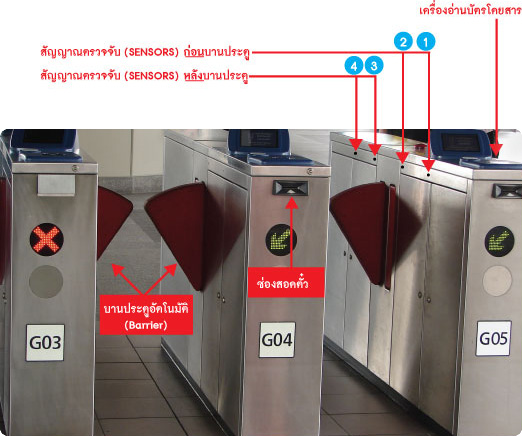 เครื่องอ่านบัตรโดยสาร
สัญญาณตรวจจับ (SENSORS) ก่อนบานประตู
2
1
สัญญาณตรวจจับ (SENSORS) หลังบานประตู
4
3
บานประตูอัตโนมัติ
(Barrier)
ช่องสอดตั๋ว
G03
G04
G05